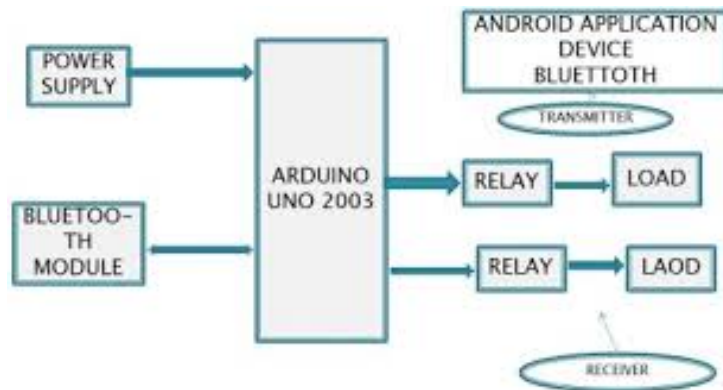 POWER
SUPPLY
BLUETOO-
TH
MODULE
ARDUINO
UNO 2003
ANDROID APPLICATION
DEVICE
BLUETTOTH
TRANSMITTER
RELAY
LOAD
RELAY
LAOD
RECEIVER